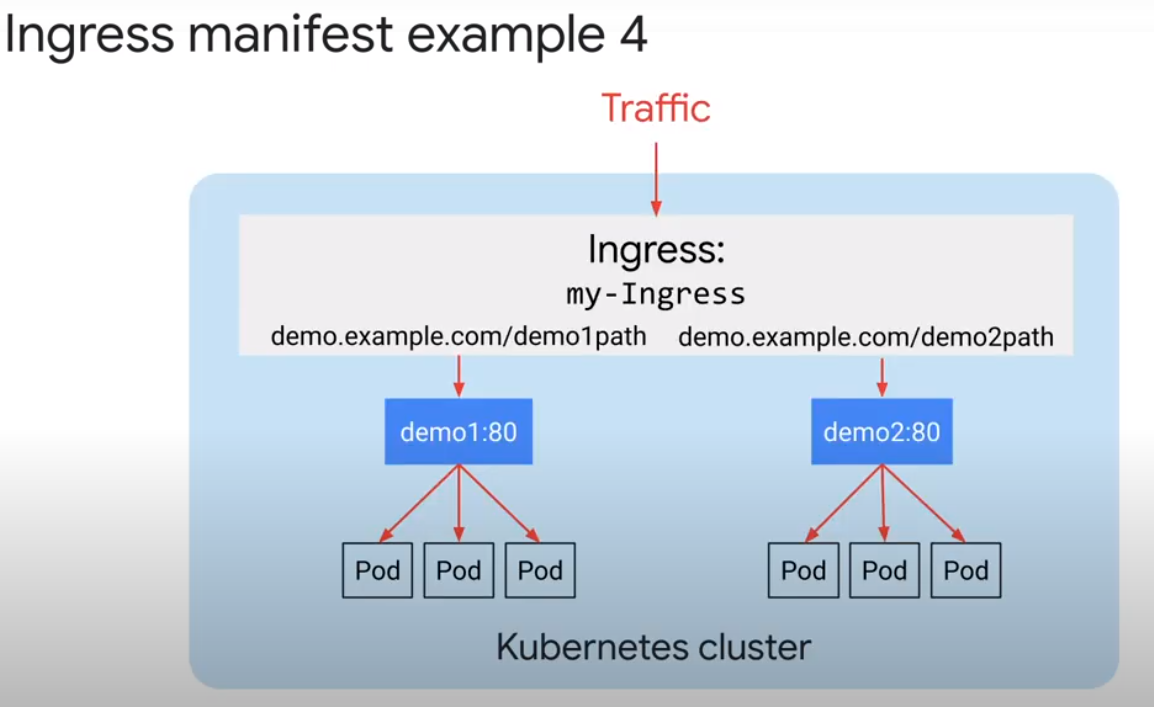 Ingress manifest example 4
Traffic
Ingress:
my-Ingress
demo.example.com/demo1path demo.example.com/demo2path
demo1:80 demo2:80
Pod Pod Pod Pod Pod Pod
Kubernetes cluster